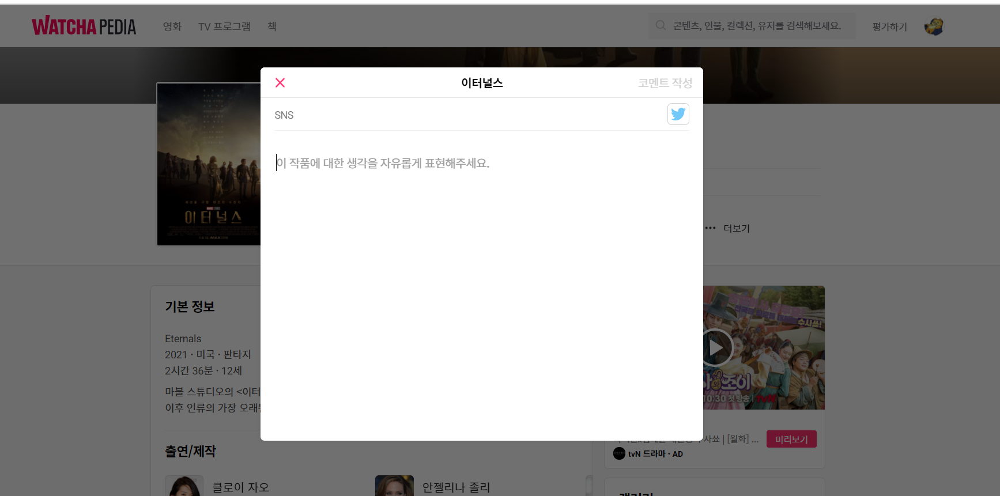 WATCHA PEDIA
영화
TV 프로그램
책
콘텐츠, 인물, 컬렉션, 유저를 검색해보세요.
평가하기
이터널스
코멘트 작성
SNS
이 작품에 대한 생각을 자유롭게 표현해주세요.
이터널스
IMAX
더보기
기본 정보
Eternals
2021 · 미국 · 판타지
2시간 36분 · 12세
마블 스튜디오의 <이터
이후 인류의 가장 오래
출연/제작
클로이 자오
안젤리나 졸리
수사쑈!
조이
10:30 첫방송 | tvN
수사쑈 | [월화] ...
미리보기
tvN 드라마 · AD